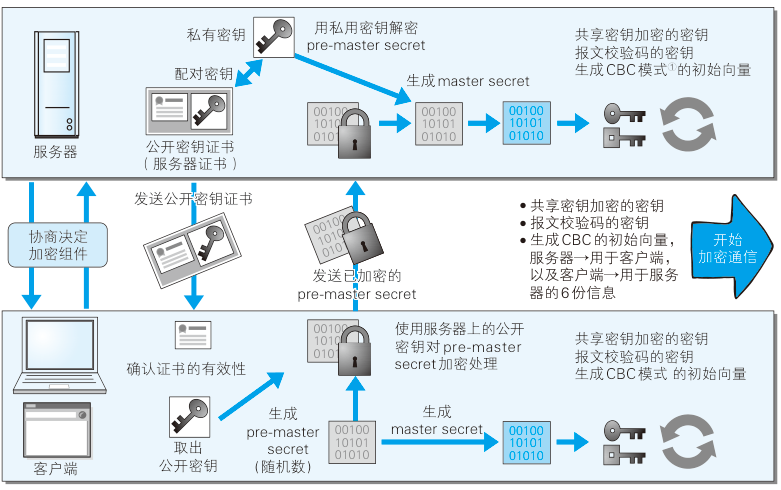 私有密钥
用私用密钥解密
pre-master secret
共享密钥加密的密钥
报文校验码的密钥
生成CBC模式①的初始向量
配对密钥
生成master secret
00100
10101
01010
00100
10101
01010
00100
10101
01010
服务器
公开密钥证书
(服务器证书)
发送公开密钥证书
协商决定
加密组件
发送已加密的
pre-master secret
• 共享密钥加密的密钥
• 报文校验码的密钥
• 生成CBC的初始向量，
服务器→用于客户端，
以及客户端→用于服务
器的6份信息
开始
加密通信
确认证书的有效性
00100
10101
01010
使用服务器上的公开
密钥对pre-master
secret加密处理
共享密钥加密的密钥
报文校验码的密钥
生成CBC模式 的初始向量
取出
公开密钥
生成
pre-master
secret
(随机数)
00100
10101
01010
生成
master secret
00100
10101
01010
客户端